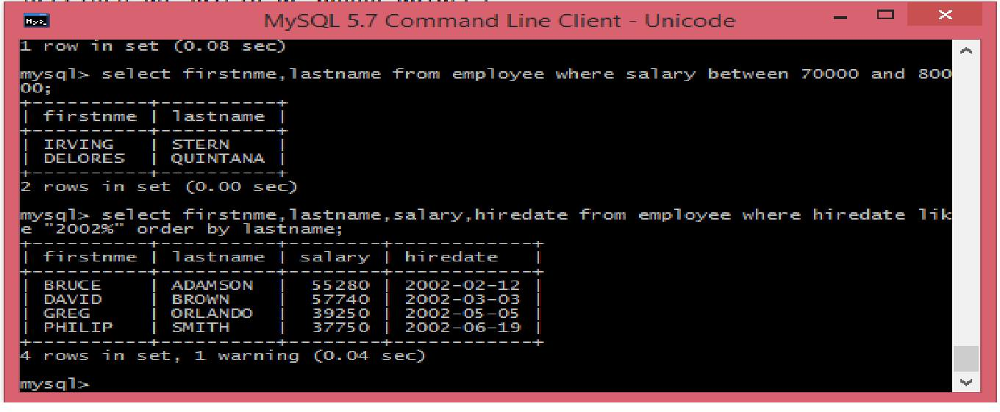 MySQL 5.7 Command Line Client - Unicode
1 row in set (0.08 sec)
mysql> select firstnme,lastname from employee where salary between 70000 and 800
00;
+----------+----------+
| firstnme | lastname |
+----------+----------+
| IRVING   | STERN    |
| DELORES  | QUINTANA |
+----------+----------+
2 rows in set (0.00 sec)
mysql> select firstnme,lastname,salary,hiredate from employee where hiredate lik
e "2002%" order by lastname;
+----------+----------+--------+------------+
| firstnme | lastname | salary | hiredate   |
+----------+----------+--------+------------+
| BRUCE    | ADAMSON  |  55280 | 2002-02-12 |
| DAVID    | BROWN    |  57740 | 2002-03-03 |
| GREG     | ORLANDO  |  39250 | 2002-05-05 |
| PHILIP   | SMITH    |  37750 | 2002-06-19 |
+----------+----------+--------+------------+
4 rows in set, 1 warning (0.04 sec)
mysql>